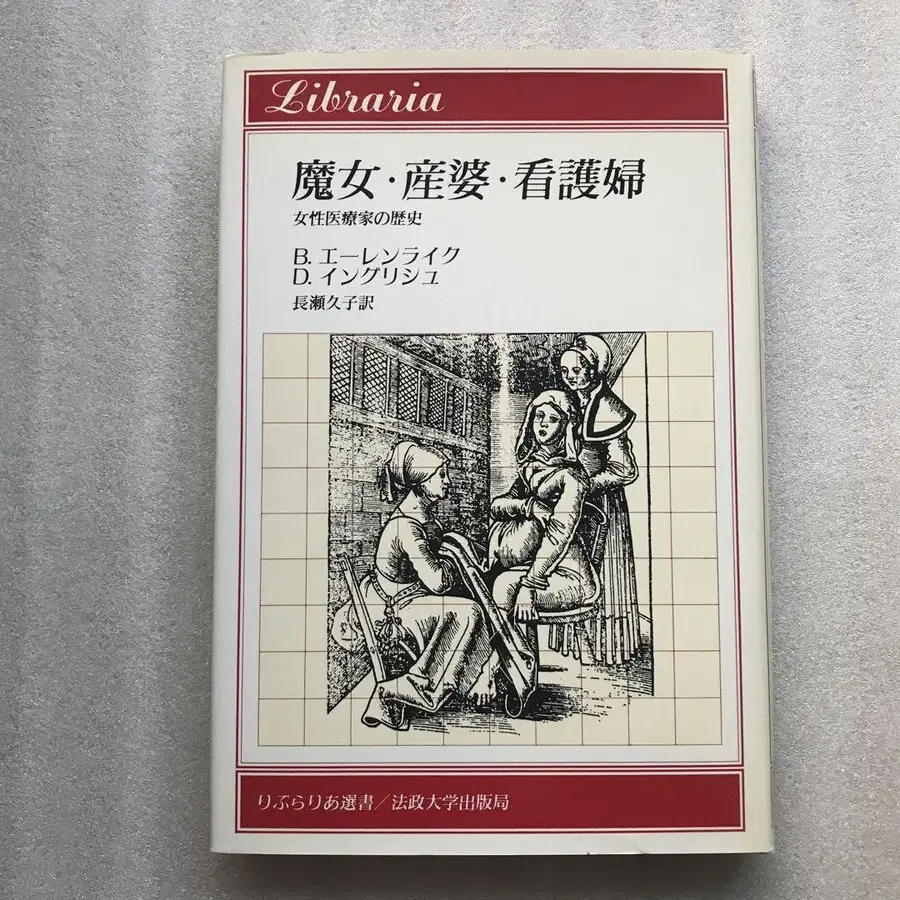 Libraria
魔女・産婆・看護婦
女性医療家の歴史
B. エーレンライク
D. イングリシュ
長瀬久子訳
りぶらりあ選書／法政大学出版局